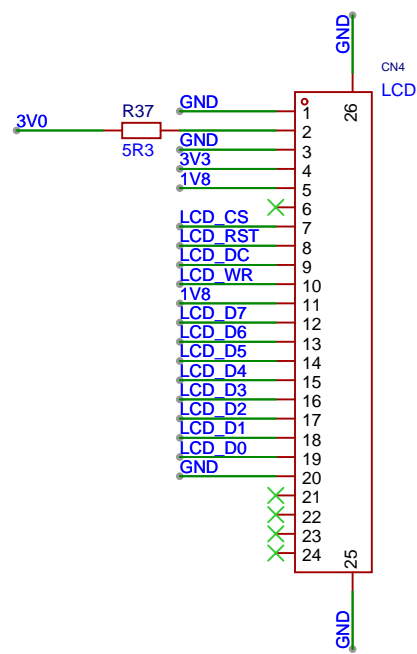 GND
CN4
LCD
26
R37
3V0
5R3
GND 1
2
GND 3
3V3 4
1V8 5
6
LCD_CS 7
LCD_RST 8
LCD_DC 9
LCD_WR 10
1V8 11
LCD_D7 12
LCD_D6 13
LCD_D5 14
LCD_D4 15
LCD_D3 16
LCD_D2 17
LCD_D1 18
LCD_D0 19
GND 20
21
22
23
24
25
GND